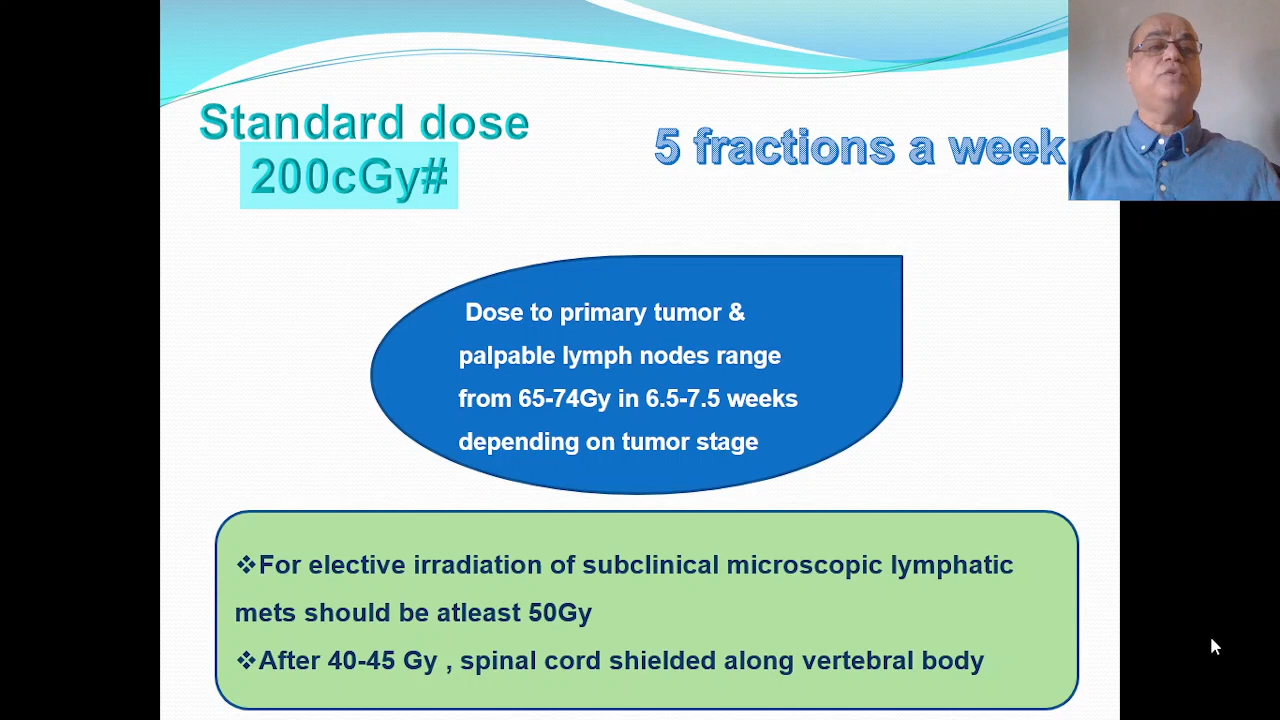 Standard dose
200cGy#
5 fractions a week
Dose to primary tumor &
palpable lymph nodes range
from 65-74Gy in 6.5-7.5 weeks
depending on tumor stage
❖For elective irradiation of subclinical microscopic lymphatic
mets should be atleast 50Gy
❖After 40-45 Gy , spinal cord shielded along vertebral body